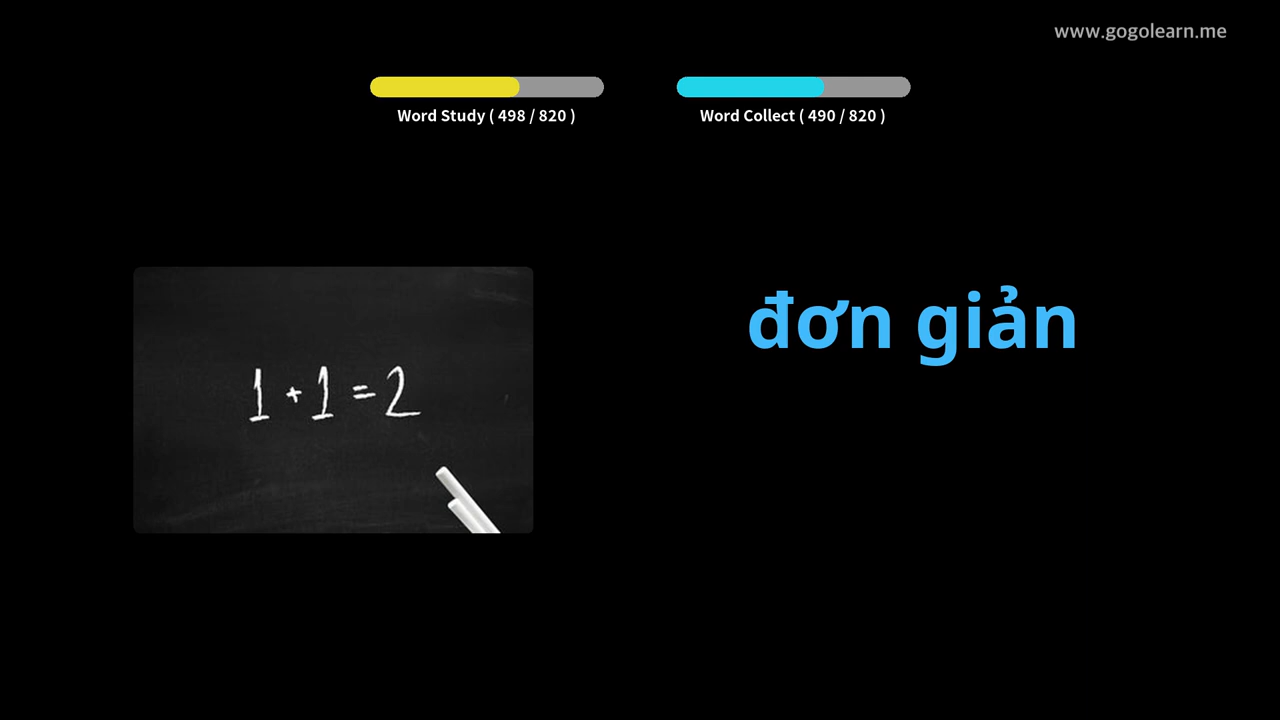 www.gogolearn.me
Word Study ( 498 / 820 )
Word Collect ( 490 / 820 )
đơn giản
1 + 1 = 2